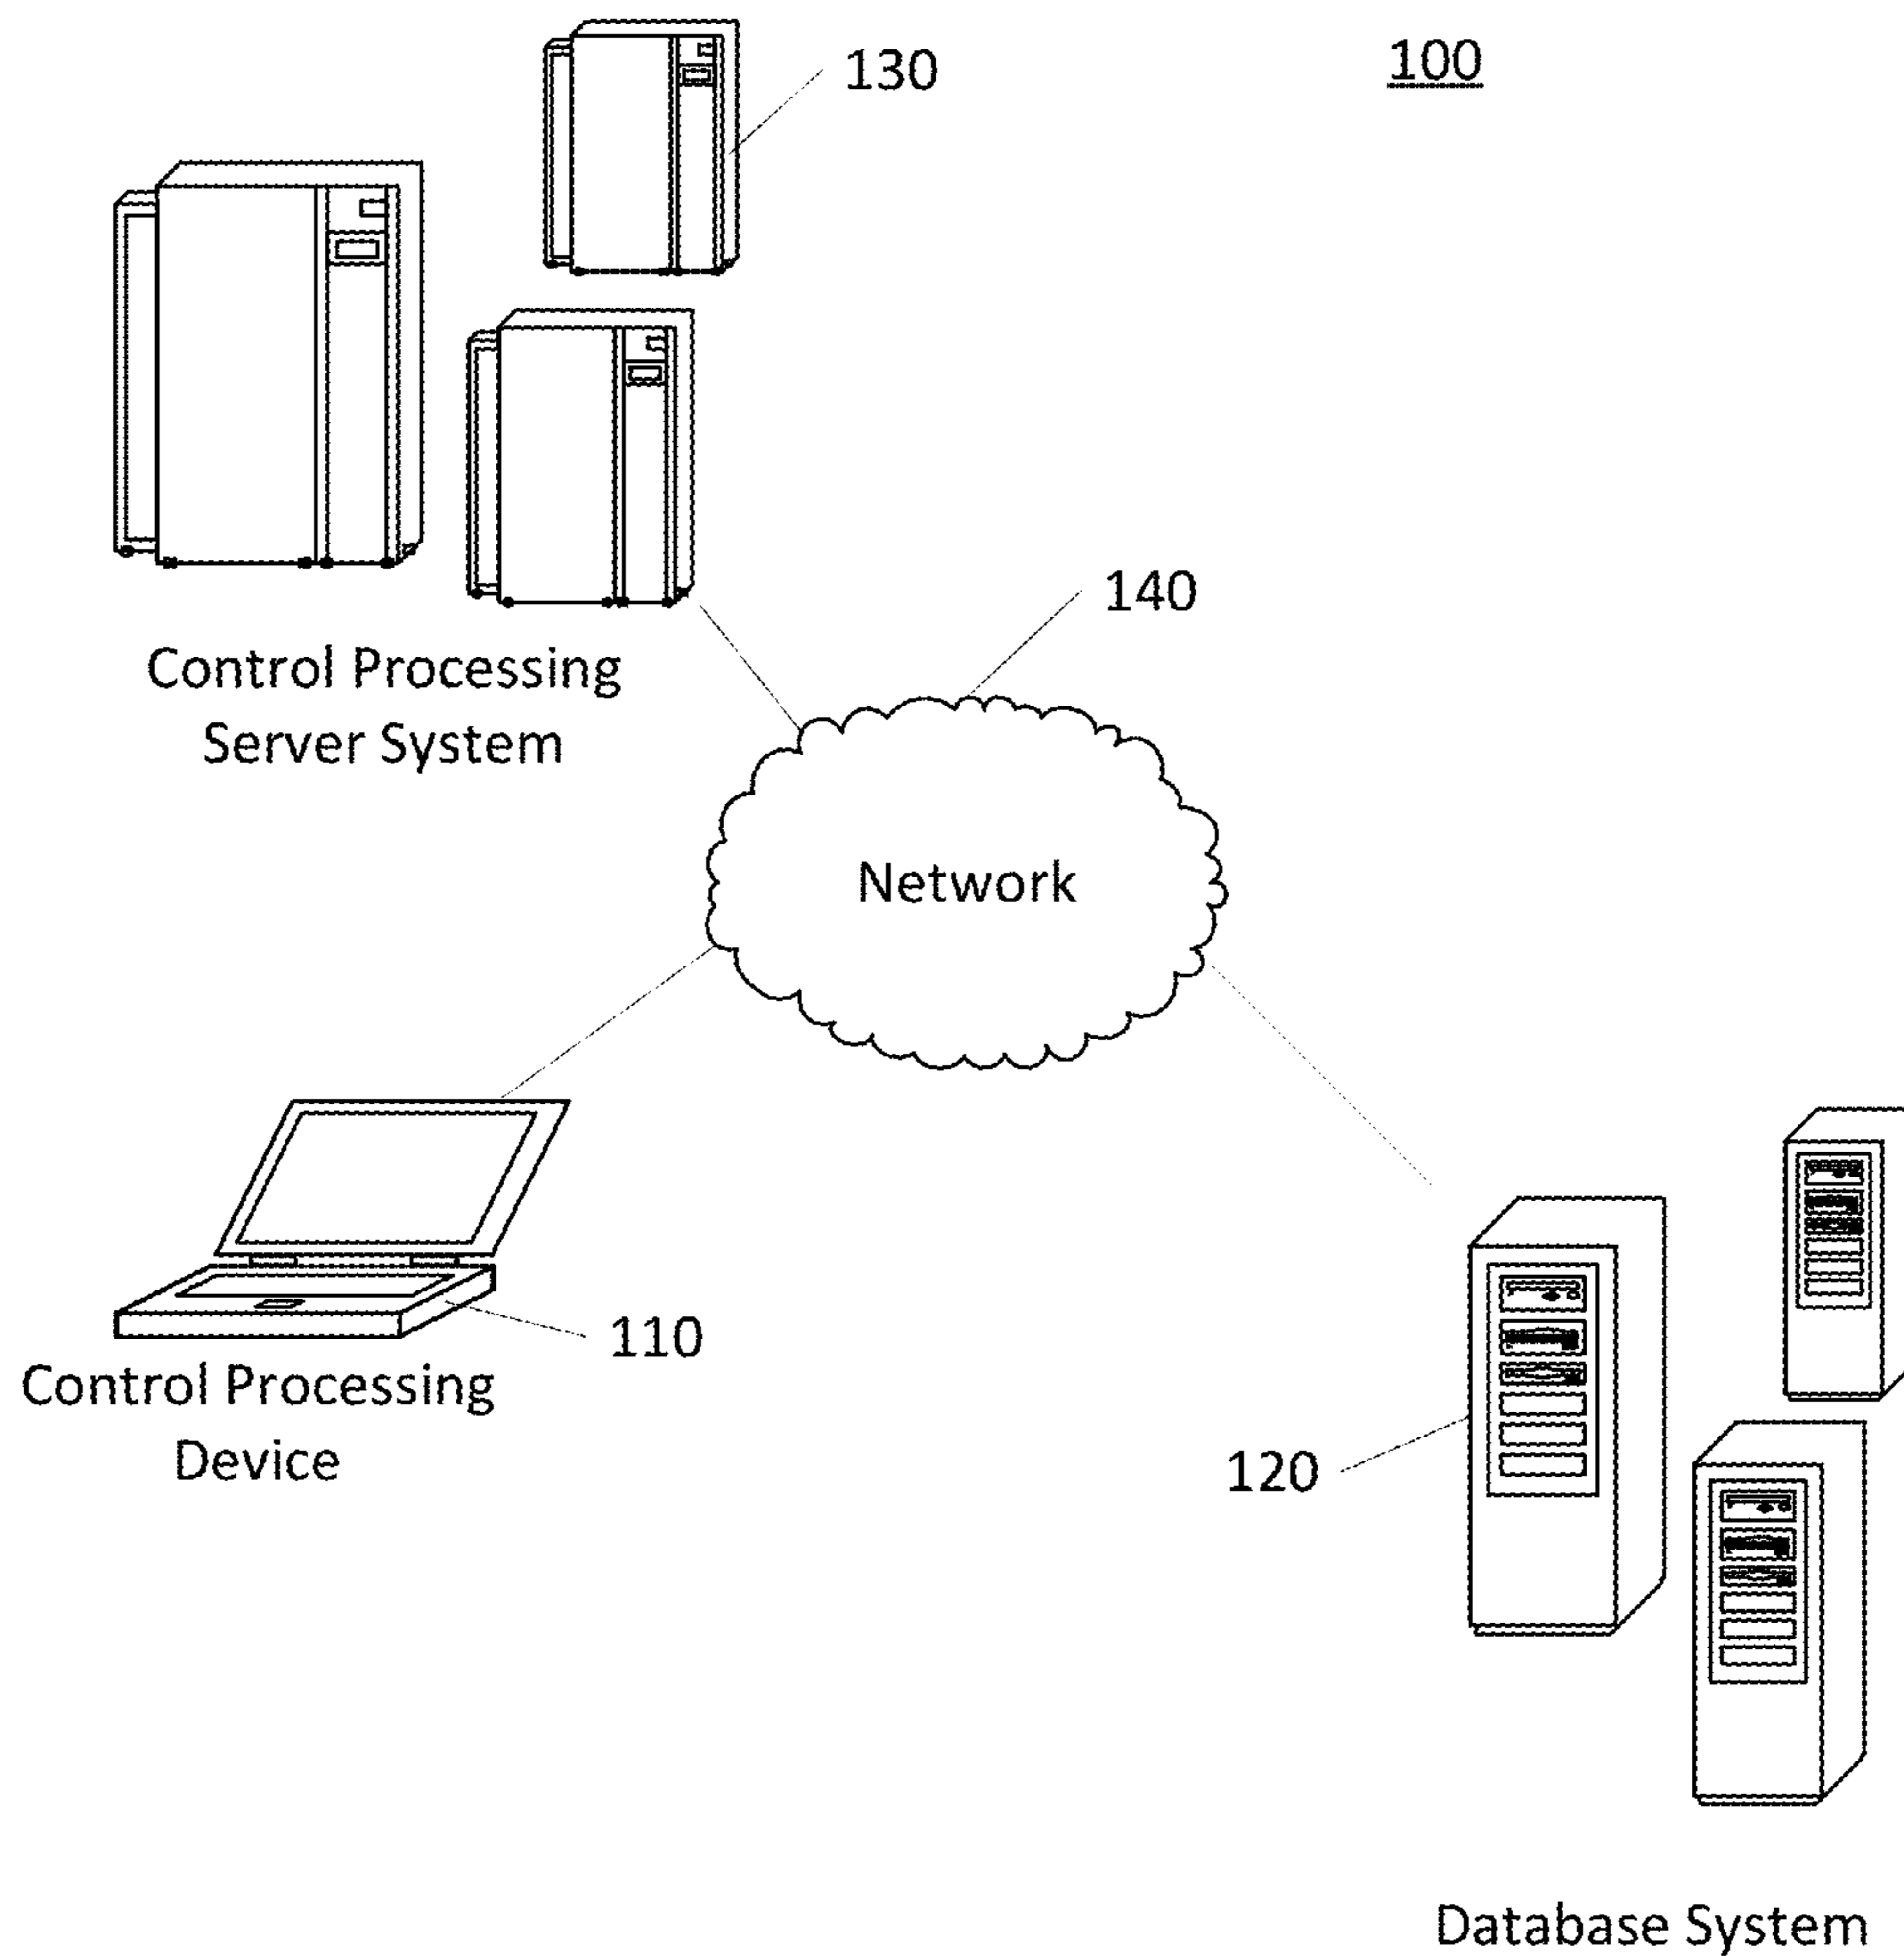 130
100
140
Control Processing
Server System
Network
110
Control Processing
Device
120
Database System